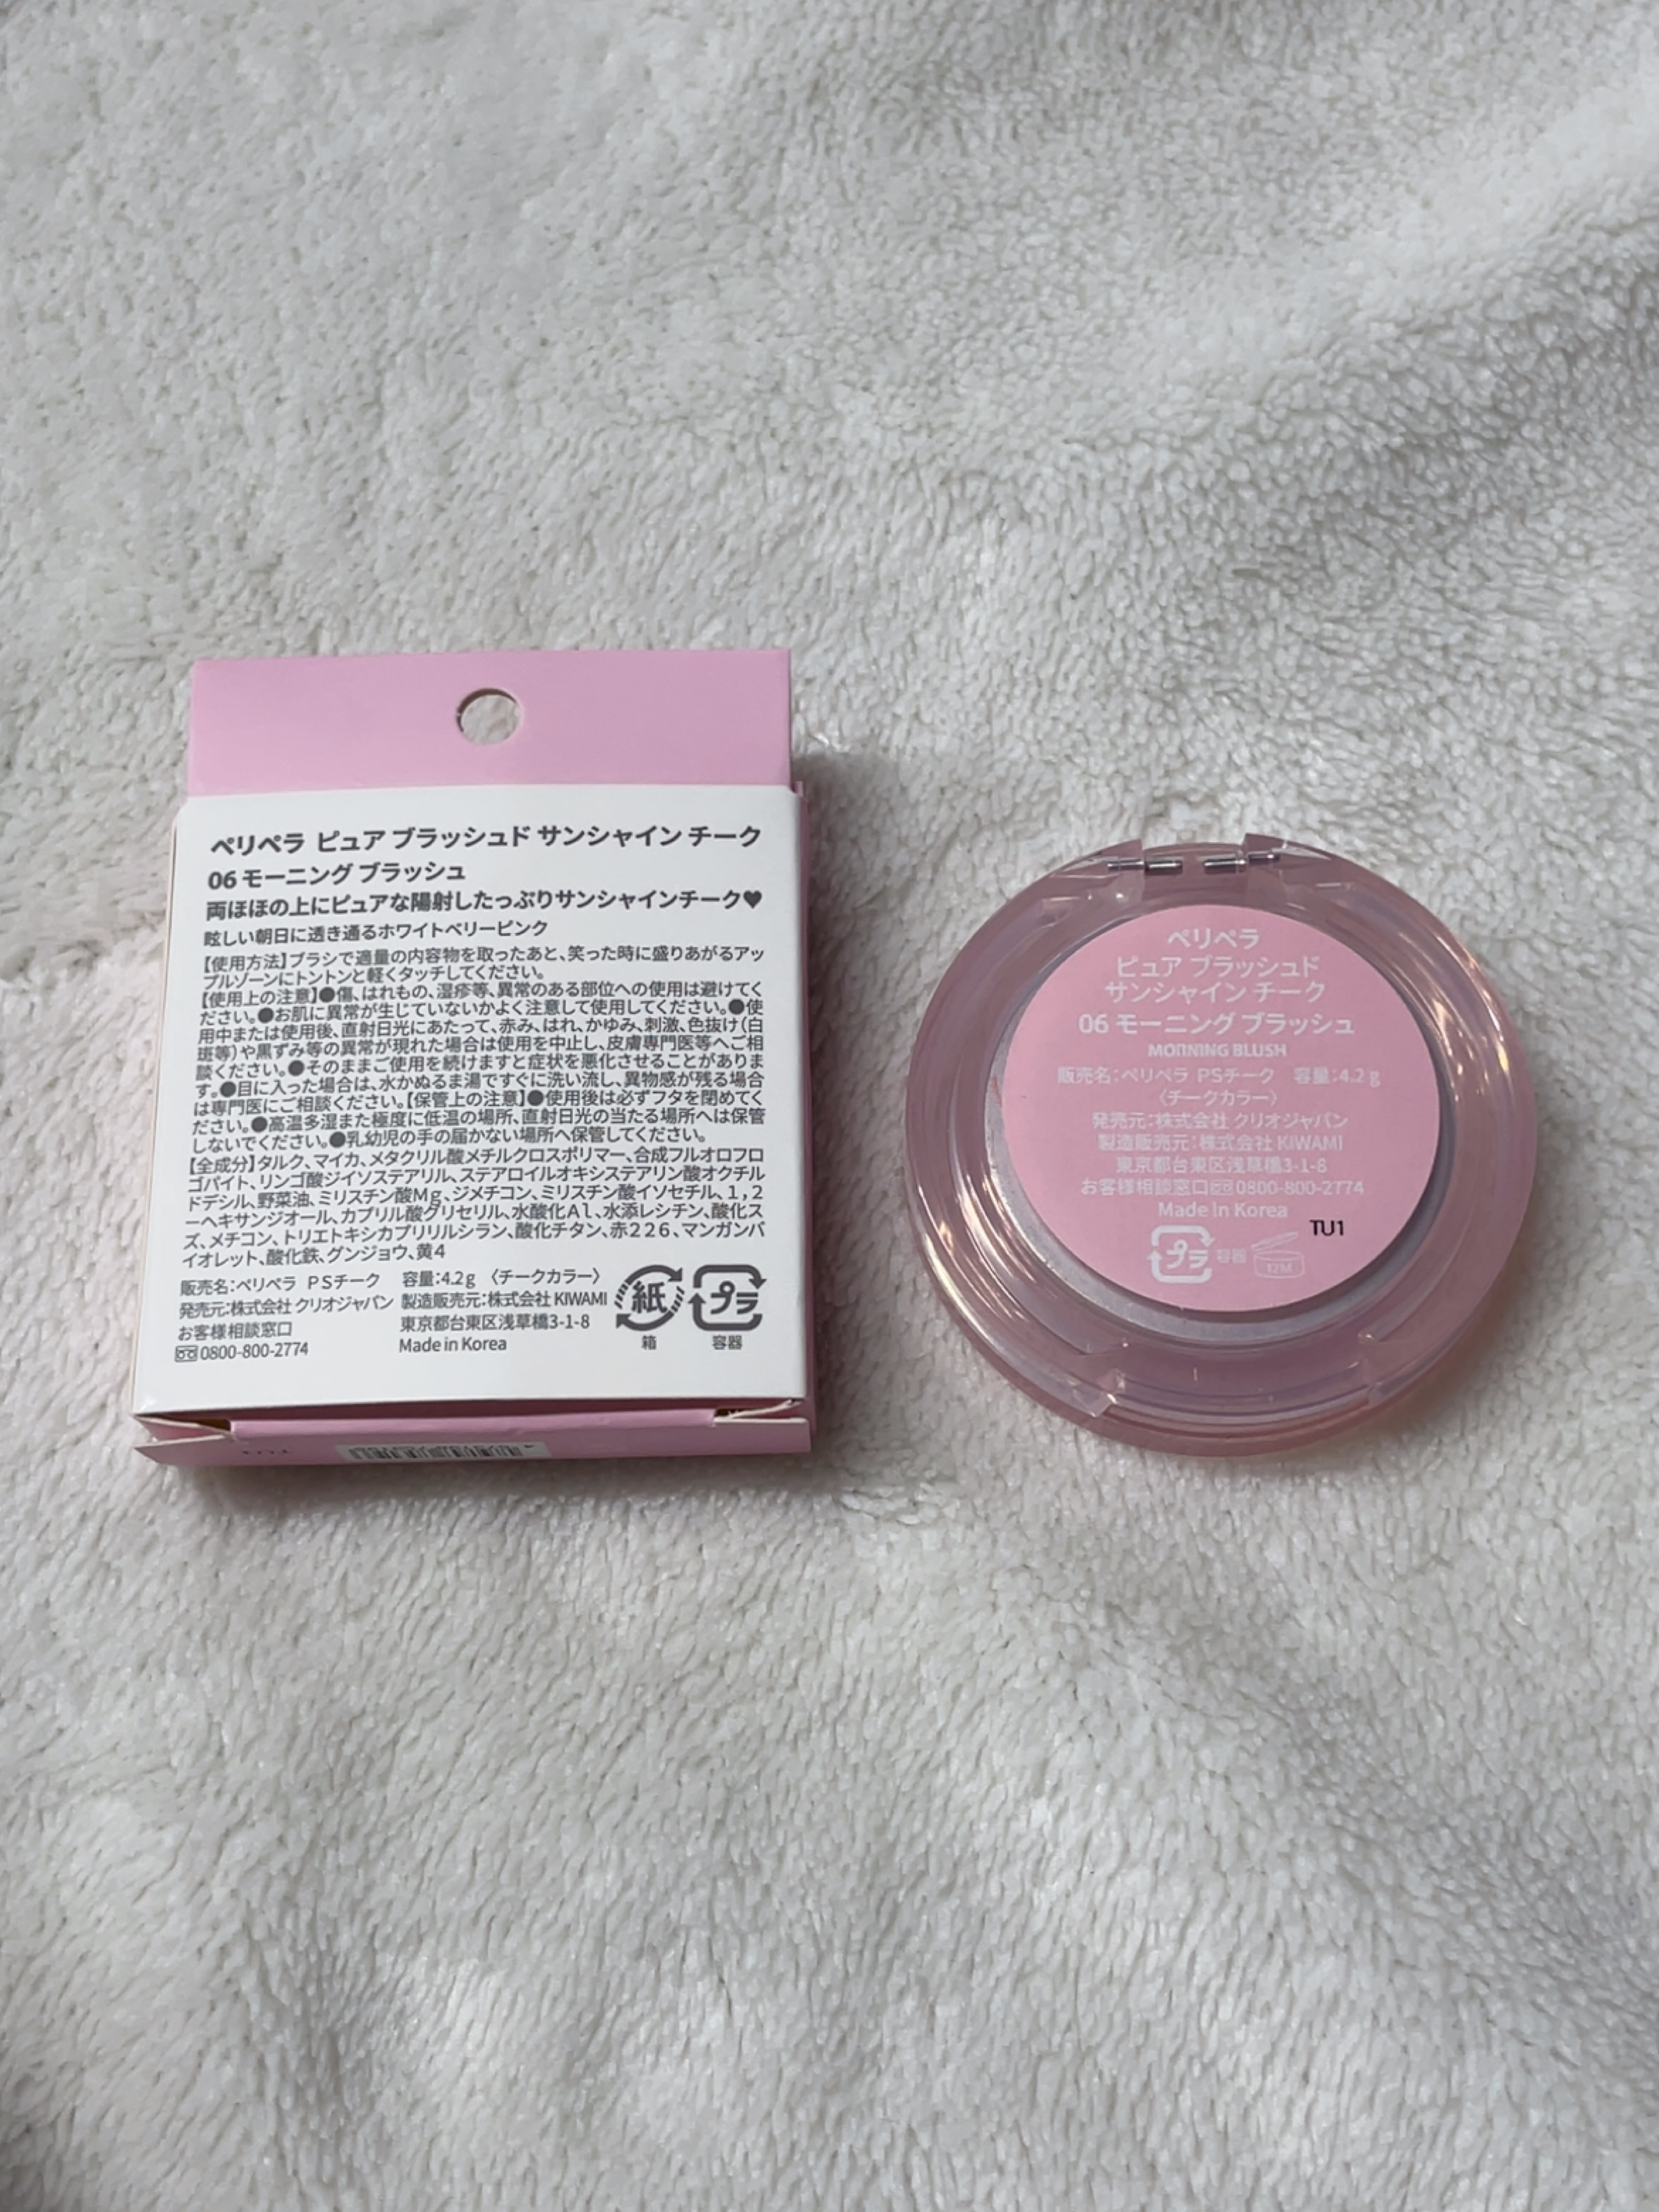 ペリペラ ピュア ブラッシュド サンシャイン チーク
06 モーニング ブラッシュ
両ほほの上にピュアな陽射したっぷりサンシャインチーク♥
眩しい朝日に透き通るホワイトベリーピンク
【使用方法】ブラシで適量の内容物を取ったあと、笑った時に盛りあがるアッ
プルゾーンにトントンと軽くタッチしてください。
【使用上の注意】●傷、はれもの、湿疹等、異常のある部位への使用は避けてく
ださい。●お肌に異常が生じていないかよく注意して使用してください。●使
用中または使用後、直射日光にあたって、赤み、はれ、かゆみ、刺激、色抜け(白
斑等)や黒ずみ等の異常が現れた場合は使用を中止し、皮膚専門医等へご相
談ください。●そのままご使用を続けますと症状を悪化させることがありま
す。●目に入った場合は、水かぬるま湯ですぐに洗い流し、異物感が残る場合
は専門医にご相談ください。【保管上の注意】●使用後は必ずフタを閉めてく
ださい。●高温多湿また極度に低温の場所、直射日光の当たる場所へは保管
しないでください。●乳幼児の手の届かない場所へ保管してください。
【全成分】タルク、マイカ、メタクリル酸メチルクロスポリマー、合成フルオロフロ
ゴパイト、リンゴ酸ジイソステアリル、ステアロイルオキシステアリン酸オクチル
ドデシル、野菜油、ミリスチン酸Mg、ジメチコン、ミリスチン酸イソセチル、1,2
ーヘキサンジオール、カプリル酸グリセリル、水酸化Al、水添レシチン、酸化ス
ズ、メチコン、トリエトキシカプリリルシラン、酸化チタン、赤226、マンガンバ
イオレット、酸化鉄、グンジョウ、黄4
販売名:ペリペラ PSチーク 容量:4.2g 〈チークカラー〉
発売元:株式会社 クリオジャパン 製造販売元:株式会社 KIWAMI
お客様相談窓口 東京都台東区浅草橋3-1-8
0800-800-2774 Made in Korea
紙 プラ
箱 容器
ペリペラ
ピュア ブラッシュド
サンシャイン チーク
06 モーニング ブラッシュ
MORNING BLUSH
販売名:ペリペラ PSチーク 容量:4.2g
〈チークカラー〉
発売元:株式会社 クリオジャパン
製造販売元:株式会社 KIWAMI
東京都台東区浅草橋3-1-8
お客様相談窓口 0800-800-2774
Made in Korea
TU1
プラ 容器 12M